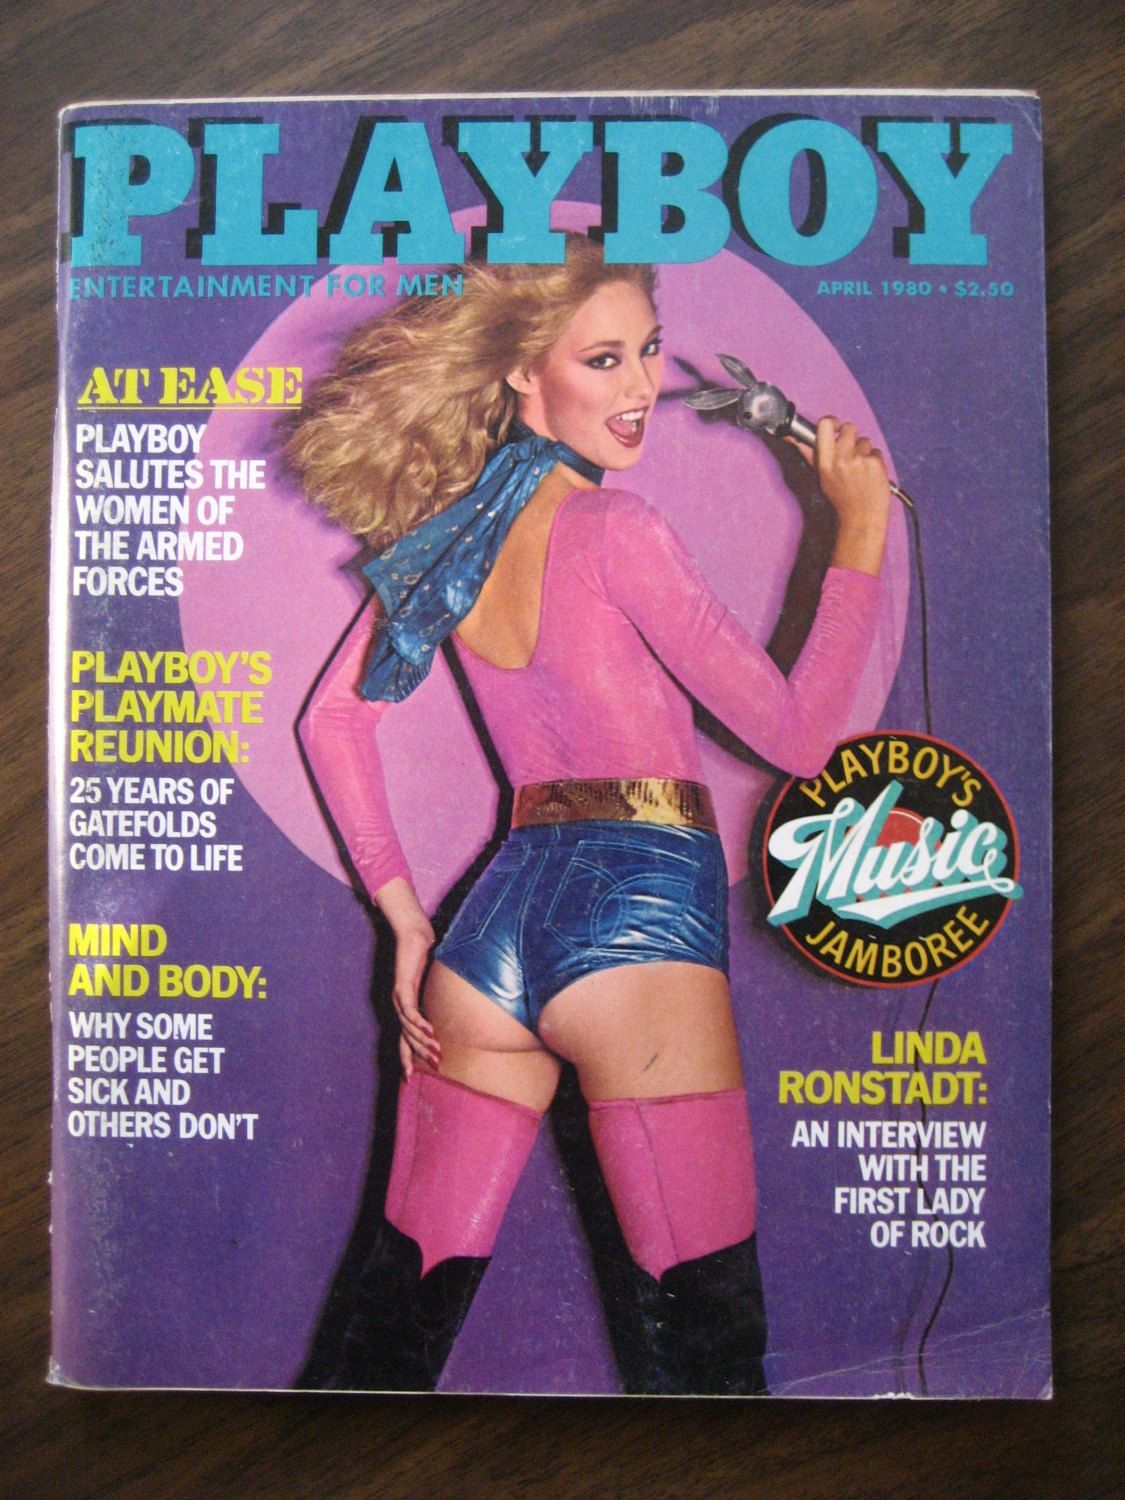 PLAYBOY
ENTERTAINMENT FOR MEN
APRIL 1980 • $2.50
AT EASE
PLAYBOY
SALUTES THE
WOMEN OF
THE ARMED
FORCES
PLAYBOY'S
PLAYMATE
REUNION:
25 YEARS OF
GATEFOLDS
COME TO LIFE
MIND
AND BODY:
WHY SOME
PEOPLE GET
SICK AND
OTHERS DON'T
PLAYBOY'S
Music
JAMBOREE
LINDA
RONSTADT:
AN INTERVIEW
WITH THE
FIRST LADY
OF ROCK